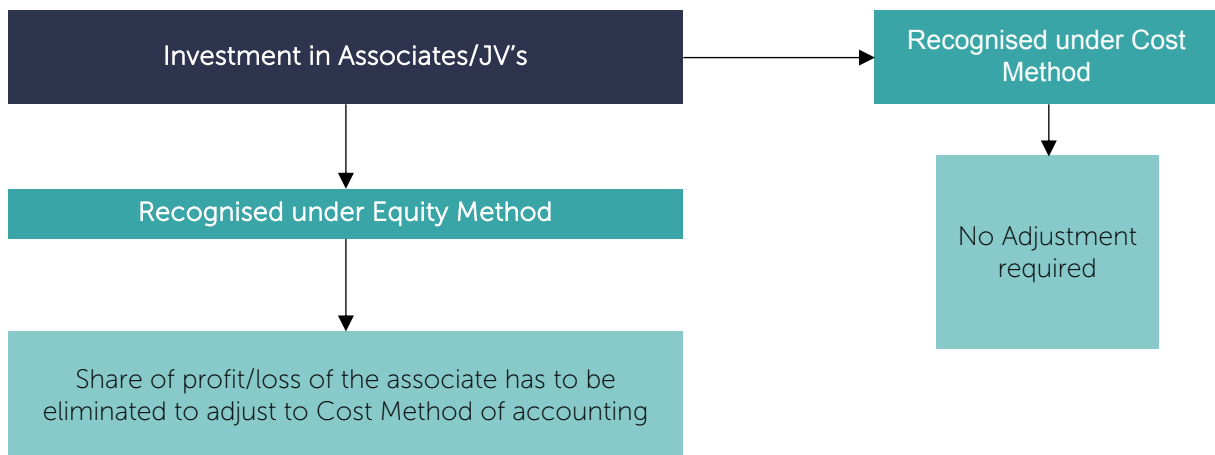 Investment in Associates/JV's
Recognised under Cost
Method
Recognised under Equity Method
No Adjustment
required
Share of profit/loss of the associate has to be
eliminated to adjust to Cost Method of accounting